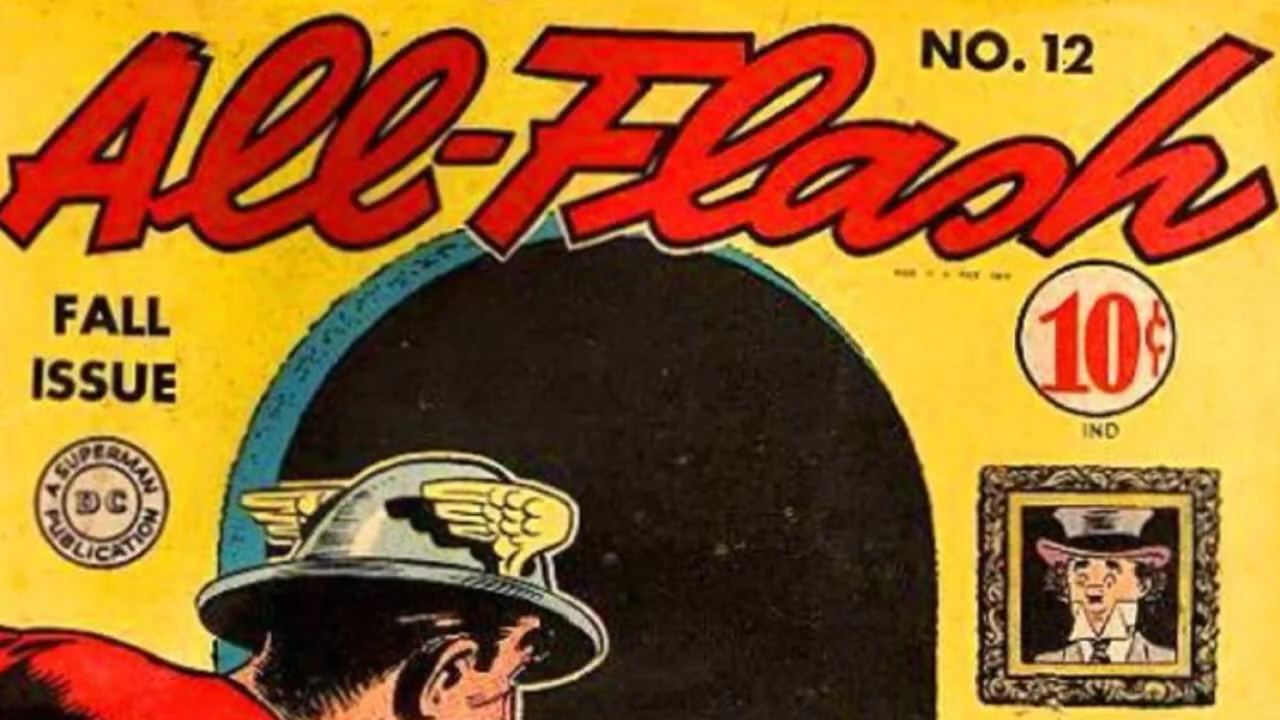 All-Flash
NO. 12
FALL
ISSUE
10¢
IND
A SUPERMAN
DC
PUBLICATION